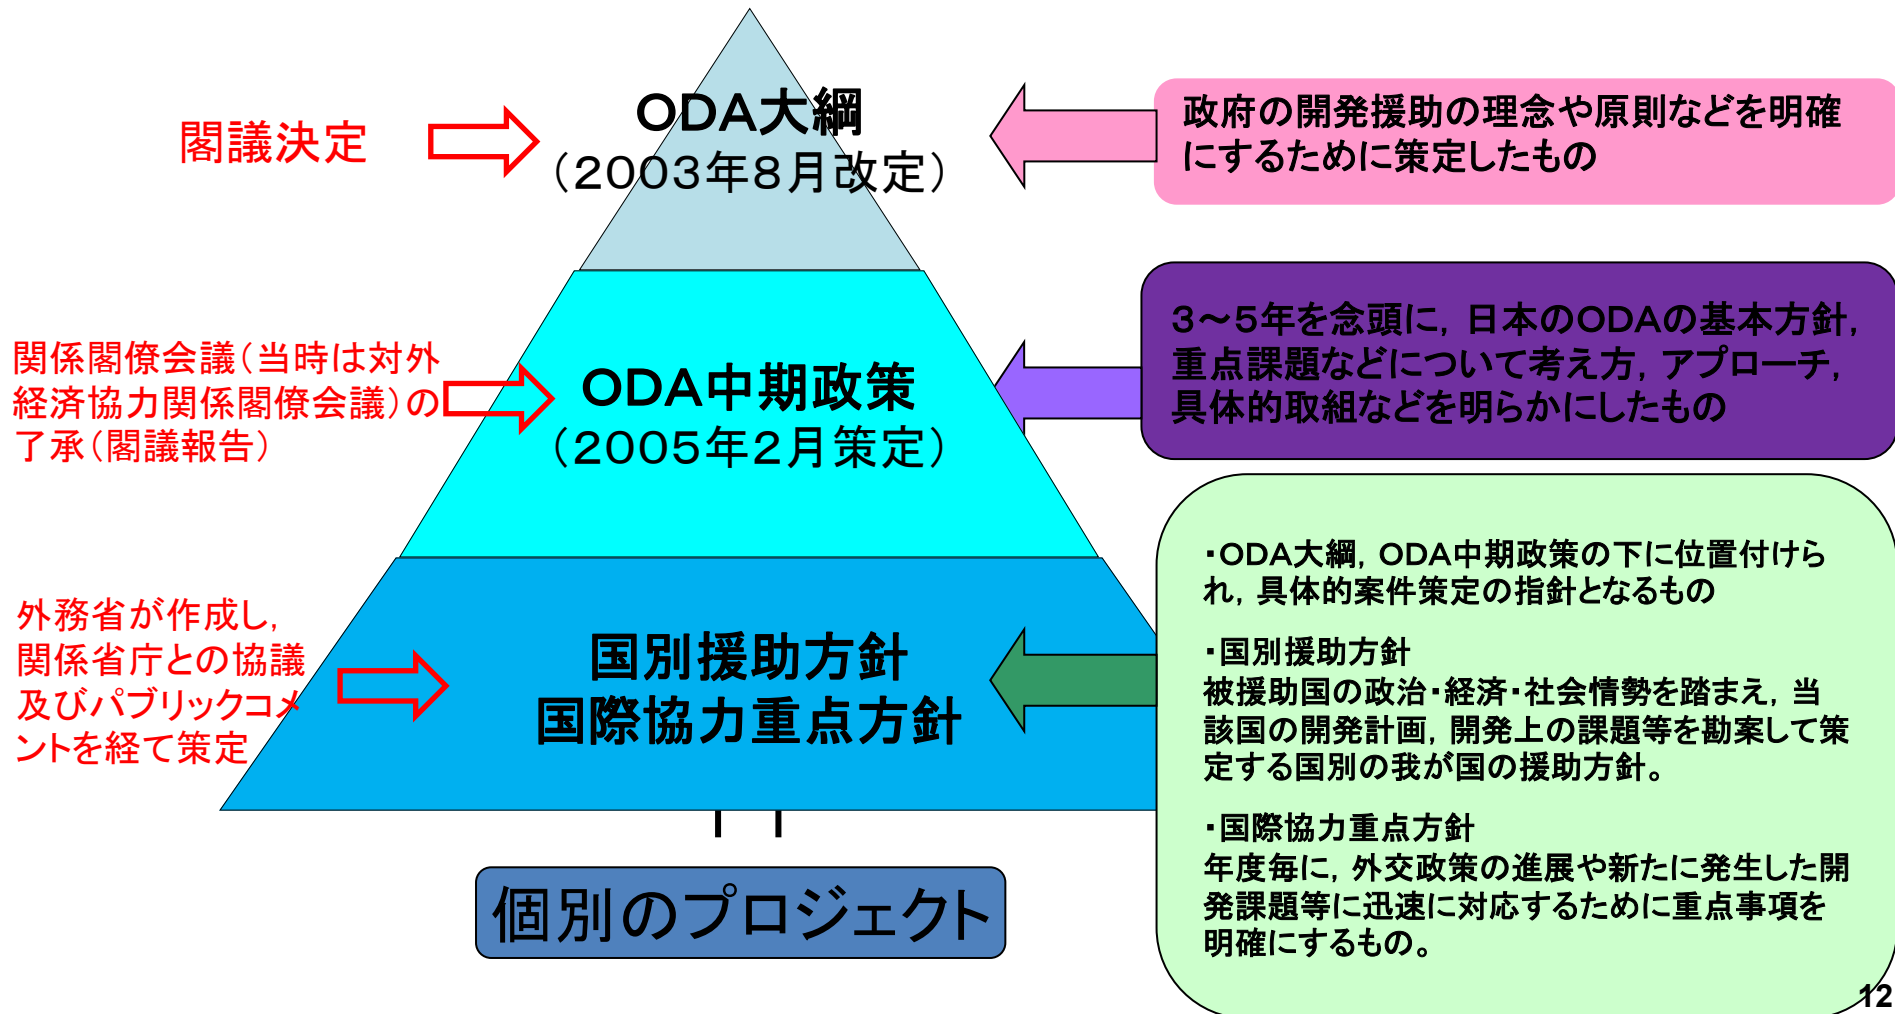 閣議決定
ODA大綱
（2003年8月改定）
政府の開発援助の理念や原則などを明確
にするために策定したもの
関係閣僚会議（当時は対外
経済協力関係閣僚会議）の
了承（閣議報告）
ODA中期政策
（2005年2月策定）
3～5年を念頭に，日本のODAの基本方針，
重点課題などについて考え方，アプローチ，
具体的取組などを明らかにしたもの
外務省が作成し，
関係省庁との協議
及びパブリックコメ
ントを経て策定
国別援助方針
国際協力重点方針
・ODA大綱，ODA中期政策の下に位置付けら
れ，具体的案件策定の指針となるもの
・国別援助方針
被援助国の政治・経済・社会情勢を踏まえ，当
該国の開発計画，開発上の課題等を勘案して策
定する国別の我が国の援助方針。
・国際協力重点方針
年度毎に，外交政策の進展や新たに発生した開
発課題等に迅速に対応するために重点事項を
明確にするもの。
個別のプロジェクト
12